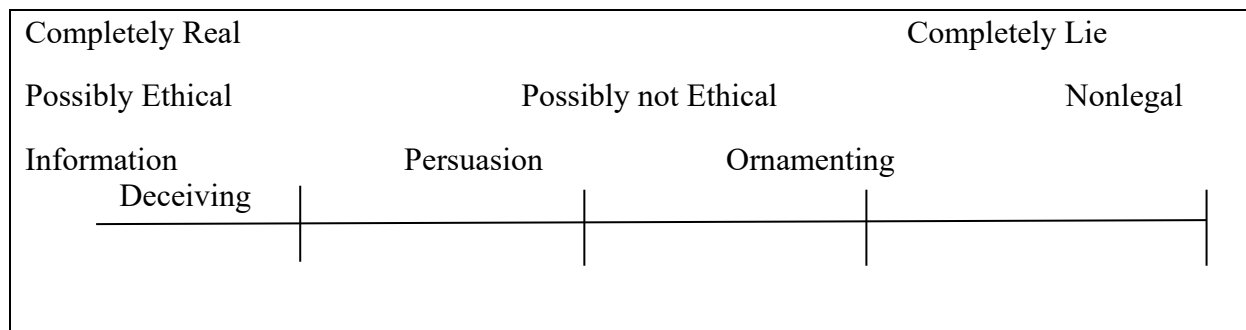 Completely Real Completely Lie
Possibly Ethical Possibly not Ethical Nonlegal
Information Persuasion Ornamenting
Deceiving